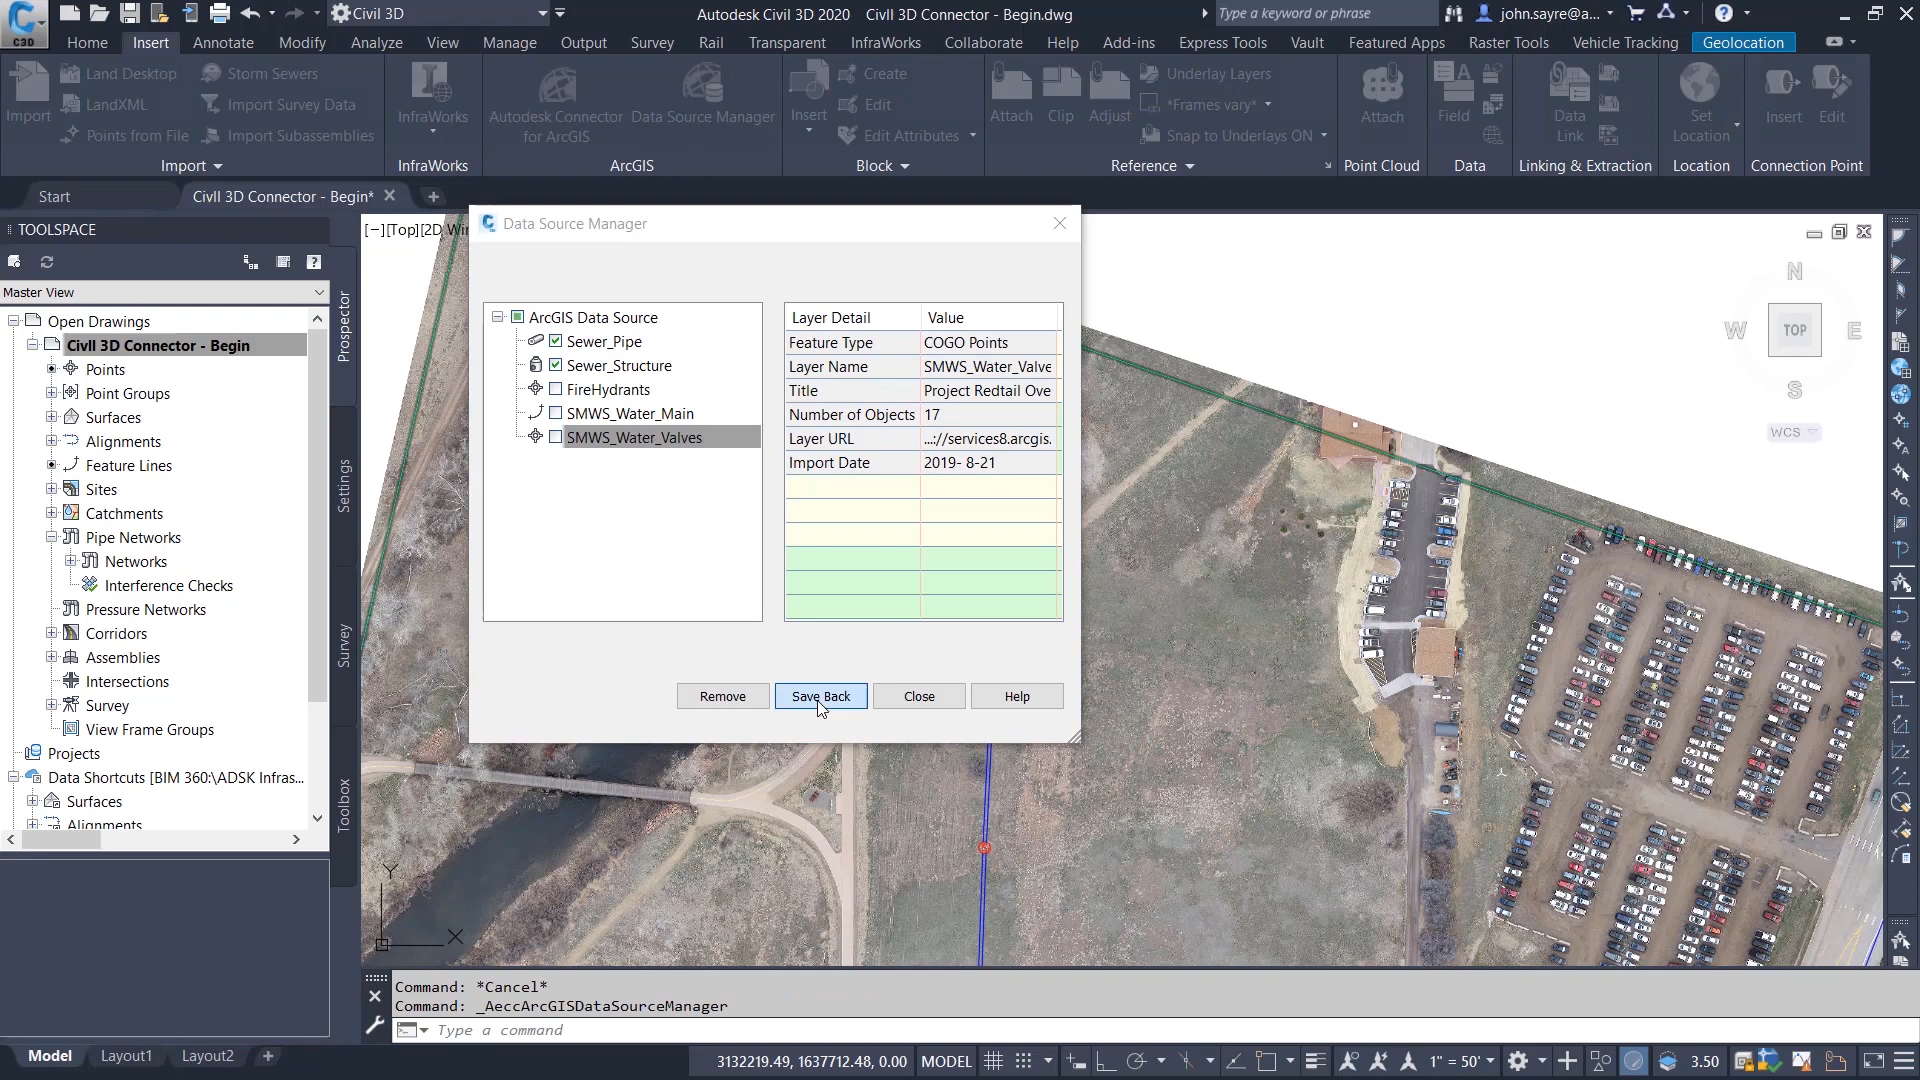 C3D
Civil 3D
Autodesk Civil 3D 2020 Civll 3D Connector - Begin.dwg
Type a keyword or phrase
john.sayre@a...
Home Insert Annotate Modify Analyze View Manage Output Survey Rail Transparent InfraWorks Collaborate Help Add-ins Express Tools Vault Featured Apps Raster Tools Vehicle Tracking Geolocation
Import
Land Desktop
LandXML
Points from File
Storm Sewers
Import Survey Data
Import Subassemblies
InfraWorks
Autodesk Connector
for ArcGIS
Data Source Manager
Insert
Create
Edit
Edit Attributes
Attach
Clip
Adjust
Underlay Layers
*Frames vary*
Snap to Underlays ON
Attach
Field
Data
Link
Set
Location
Insert
Edit
Import InfraWorks ArcGIS Block Reference Point Cloud Data Linking & Extraction Location Connection Point
Start
Civll 3D Connector - Begin*
TOOLSPACE
Master View
Open Drawings
Civll 3D Connector - Begin
Points
Point Groups
Surfaces
Alignments
Feature Lines
Sites
Catchments
Pipe Networks
Networks
Interference Checks
Pressure Networks
Corridors
Assemblies
Intersections
Survey
View Frame Groups
Projects
Data Shortcuts [BIM 360:\ADSK Infras...
Surfaces
Alignments
Prospector
Settings
Survey
Toolbox
[−][Top][2D Wir
Data Source Manager
ArcGIS Data Source
Sewer_Pipe
Sewer_Structure
FireHydrants
SMWS_Water_Main
SMWS_Water_Valves
Layer Detail Value
Feature Type COGO Points
Layer Name SMWS_Water_Valve
Title Project Redtail Ove
Number of Objects 17
Layer URL ...://services8.arcgis.
Import Date 2019- 8-21
Remove
Save Back
Close
Help
N
W
TOP
E
S
WCS
Y
X
Command: *Cancel*
Command: _AeccArcGISDataSourceManager
Type a command
Model
Layout1
Layout2
3132219.49, 1637712.48, 0.00
MODEL
1" = 50'
3.50